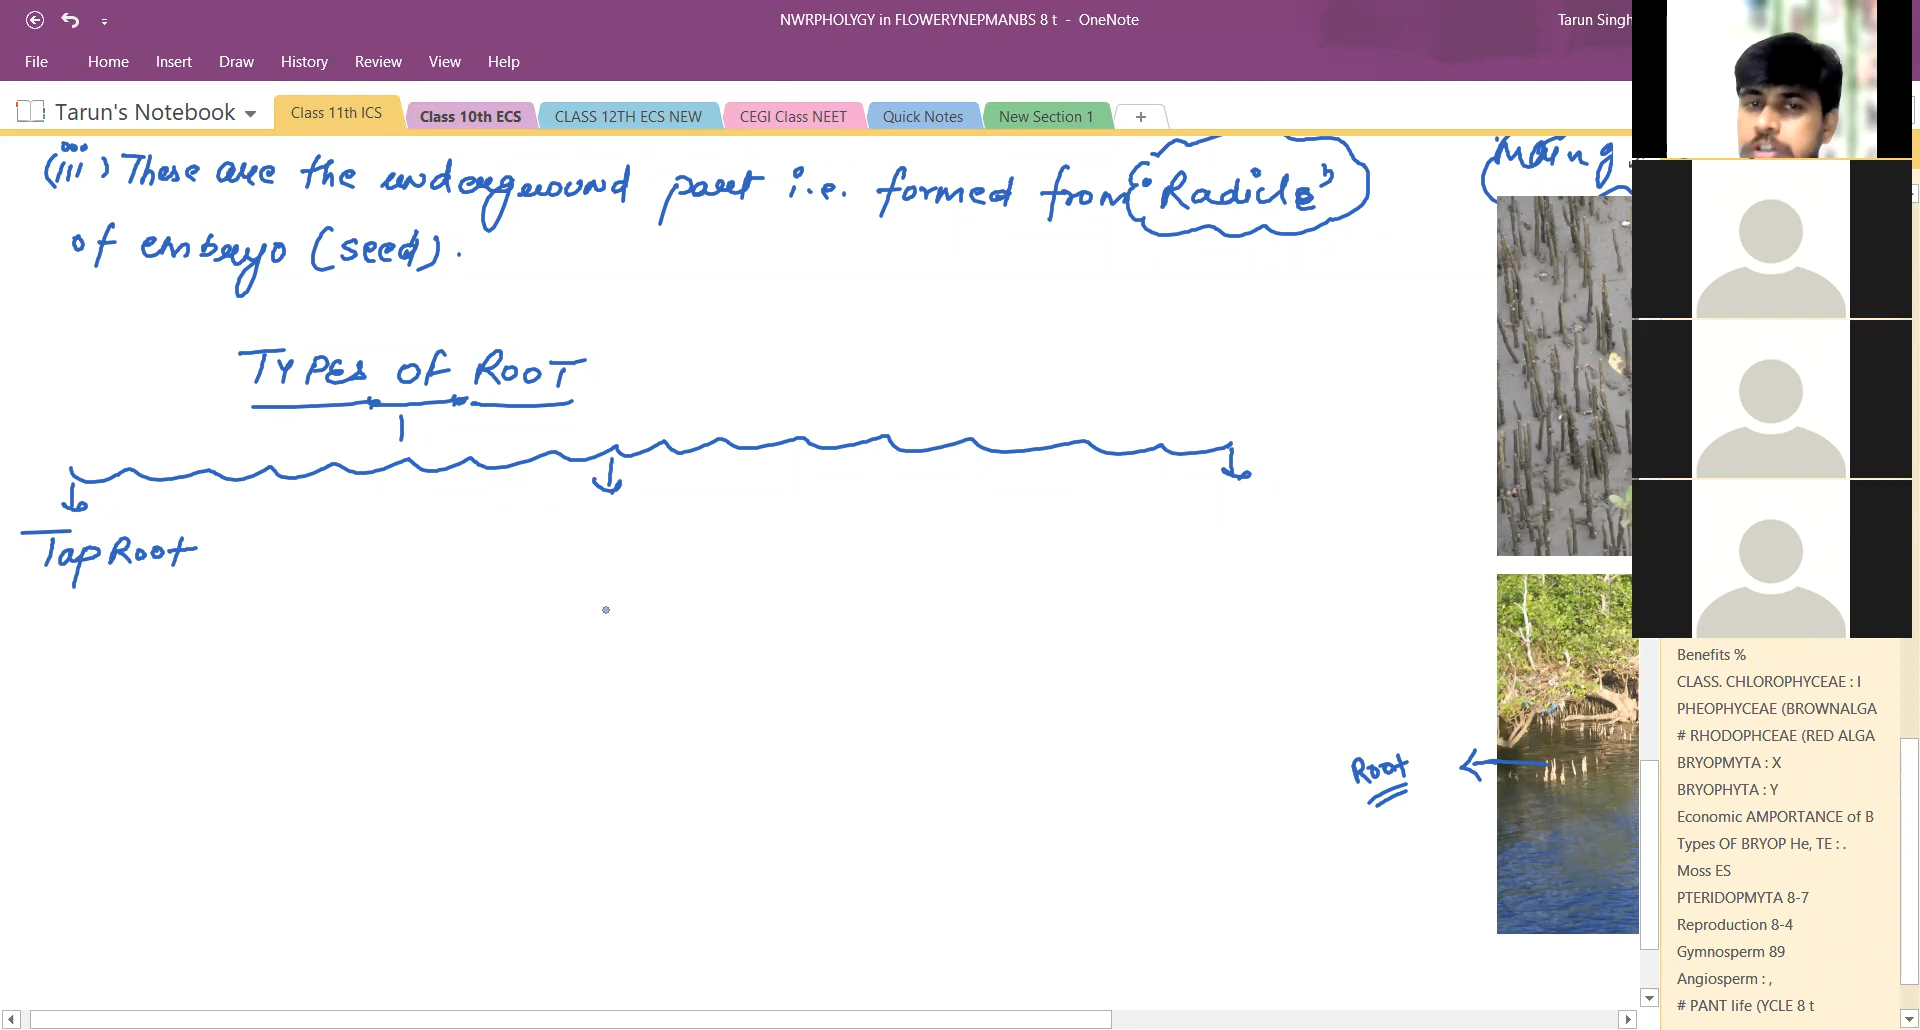 NWRPHOLYGY in FLOWERYNEPMANBS 8 t - OneNote
Tarun Singh
File Home Insert Draw History Review View Help
Tarun's Notebook
Class 11th ICS
Class 10th ECS
CLASS 12TH ECS NEW
CEGI Class NEET
Quick Notes
New Section 1
+
(iii) These are the underground part i.e. formed from "Radicle"
of embryo (seed).
TYPES OF ROOT
Tap Root
Root
Benefits %
CLASS. CHLOROPHYCEAE : I
PHEOPHYCEAE (BROWNALGA
# RHODOPHCEAE (RED ALGA
BRYOPMYTA : X
BRYOPHYTA : Y
Economic AMPORTANCE of B
Types OF BRYOP He, TE : .
Moss ES
PTERIDOPMYTA 8-7
Reproduction 8-4
Gymnosperm 89
Angiosperm : ,
# PANT life (YCLE 8 t